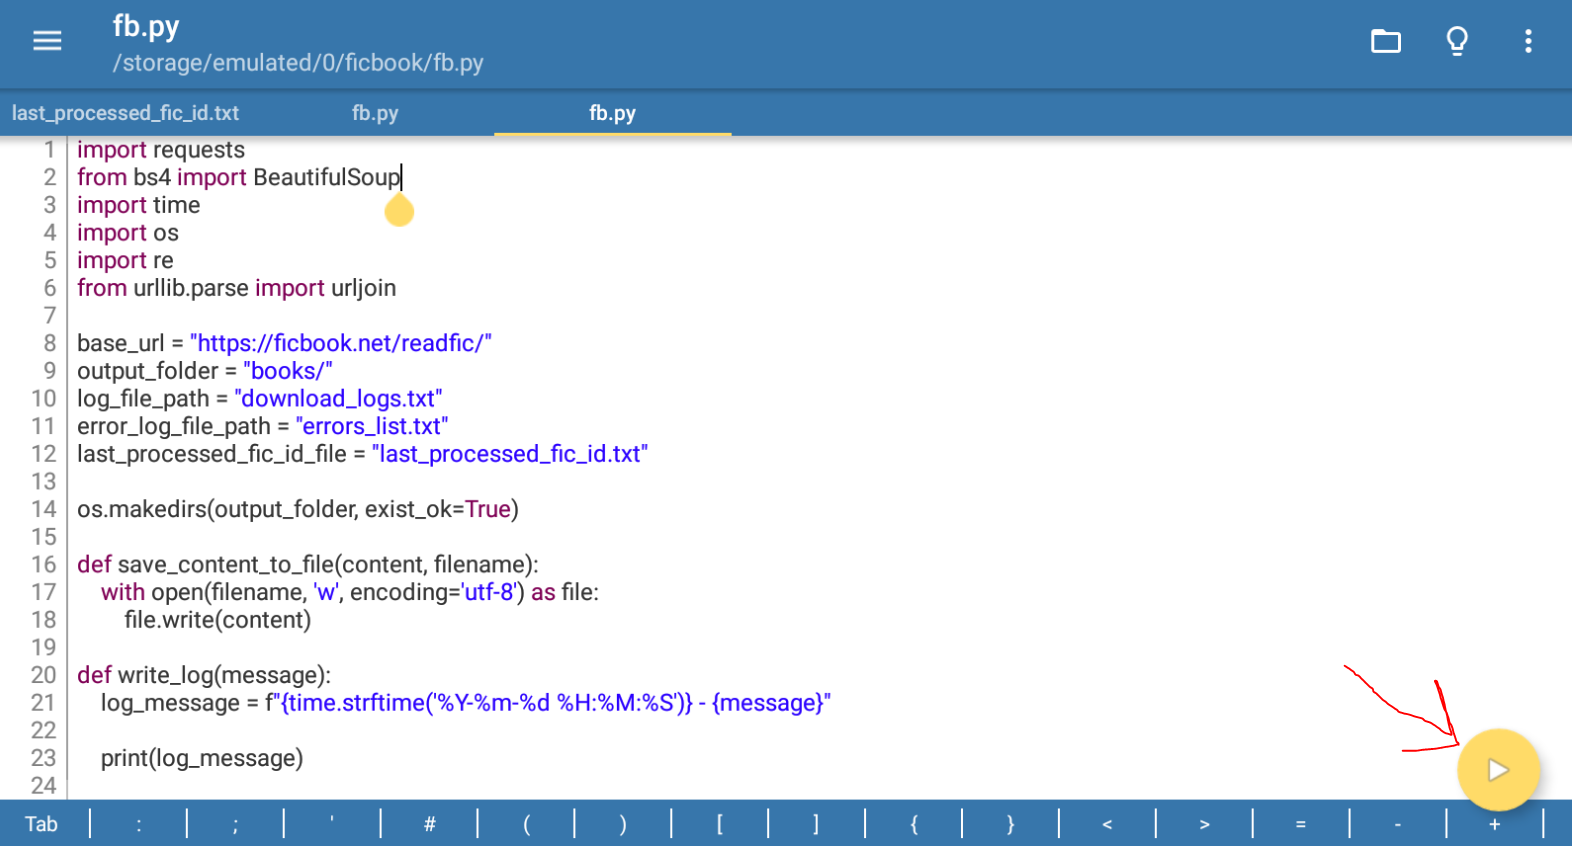 fb.py
/storage/emulated/0/ficbook/fb.py
last_processed_fic_id.txt fb.py fb.py
1 import requests
2 from bs4 import BeautifulSoup
3 import time
4 import os
5 import re
6 from urllib.parse import urljoin
7
8 base_url = "https://ficbook.net/readfic/"
9 output_folder = "books/"
10 log_file_path = "download_logs.txt"
11 error_log_file_path = "errors_list.txt"
12 last_processed_fic_id_file = "last_processed_fic_id.txt"
13
14 os.makedirs(output_folder, exist_ok=True)
15
16 def save_content_to_file(content, filename):
17     with open(filename, 'w', encoding='utf-8') as file:
18         file.write(content)
19
20 def write_log(message):
21     log_message = f"{time.strftime('%Y-%m-%d %H:%M:%S')} - {message}"
22
23     print(log_message)
24
Tab : ; ' # ( ) [ ] { } < > = - +